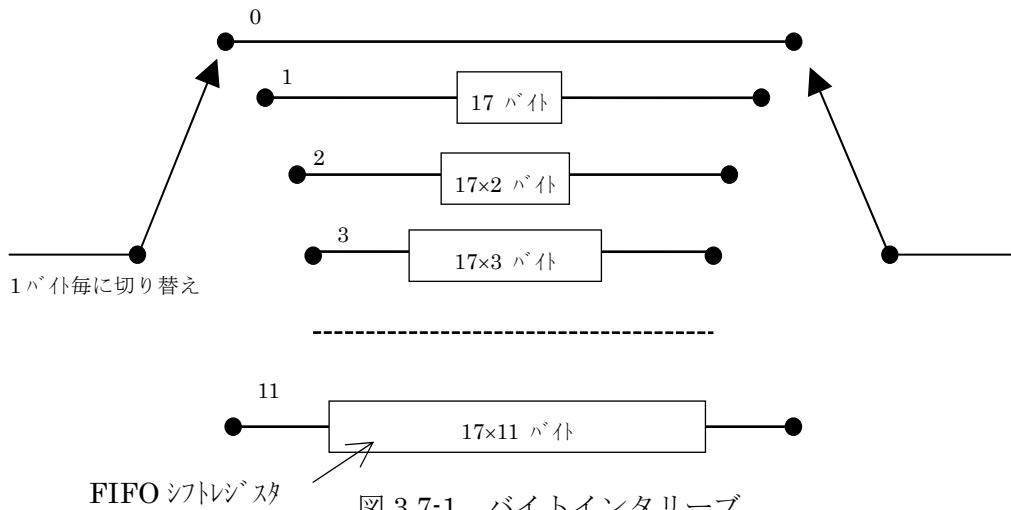 0
1
17 ﾊﾞｲﾄ
2
17×2 ﾊﾞｲﾄ
3
17×3 ﾊﾞｲﾄ
1ﾊﾞｲﾄ毎に切り替え
11
17×11 ﾊﾞｲﾄ
FIFO ｼﾌﾄﾚｼﾞｽﾀ
図 3.7-1 バイトインタリーブ